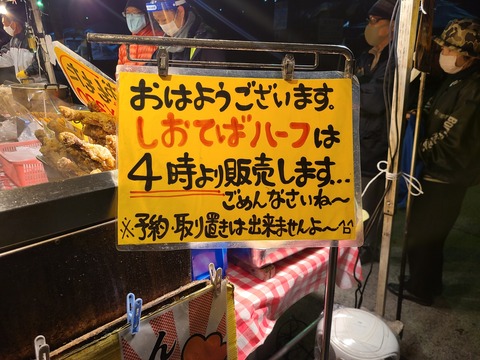 おはようございます。
しおてばハーフは
4時より販売します...
ごめんなさいね〜
※予約・取り置きは出来ませんよ〜